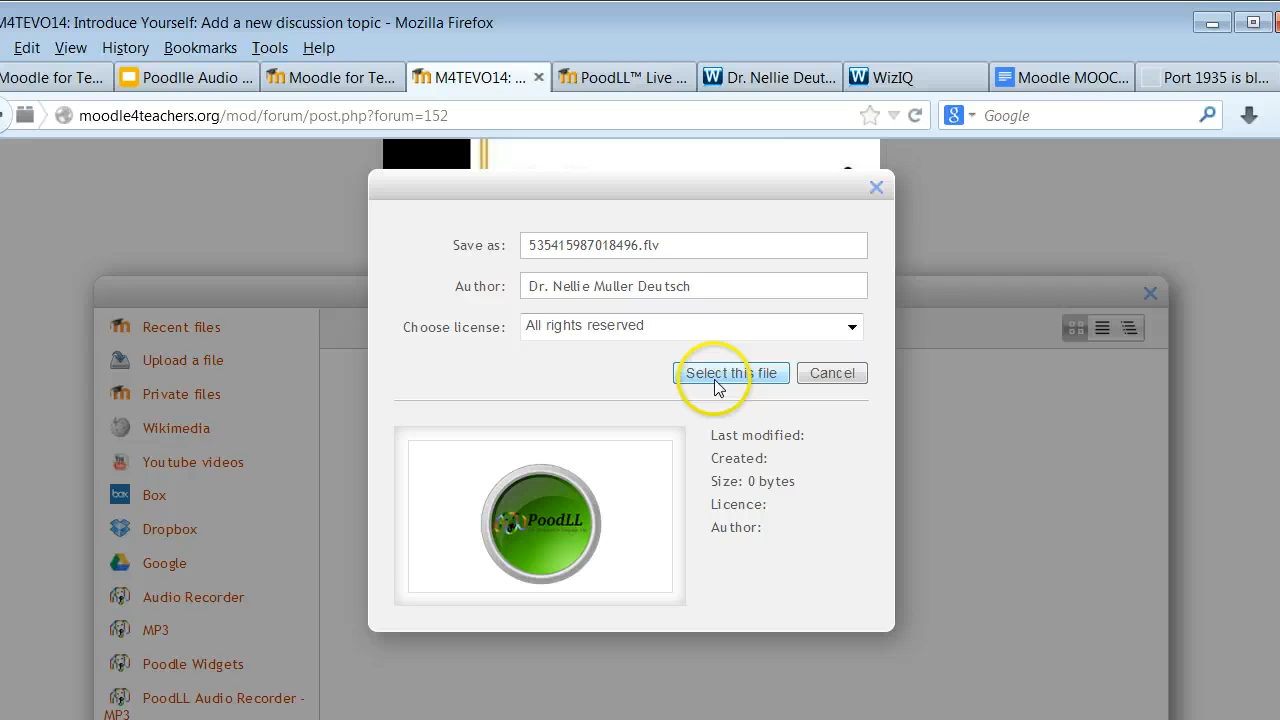 M4TEVO14: Introduce Yourself: Add a new discussion topic - Mozilla Firefox
Edit View History Bookmarks Tools Help
Moodle for Te... Poodlle Audio ... Moodle for Te... M4TEVO14: ... PoodLL™ Live ... Dr. Nellie Deut... WizIQ Moodle MOOC... Port 1935 is bl...
moodle4teachers.org/mod/forum/post.php?forum=152 Google
Save as: 535415987018496.flv
Author: Dr. Nellie Muller Deutsch
Choose license: All rights reserved
Select this file Cancel
Last modified:
Created:
Size: 0 bytes
Licence:
Author:
PoodLL
Recent files
Upload a file
Private files
Wikimedia
Youtube videos
Box
Dropbox
Google
Audio Recorder
MP3
Poodle Widgets
PoodLL Audio Recorder -
MP3